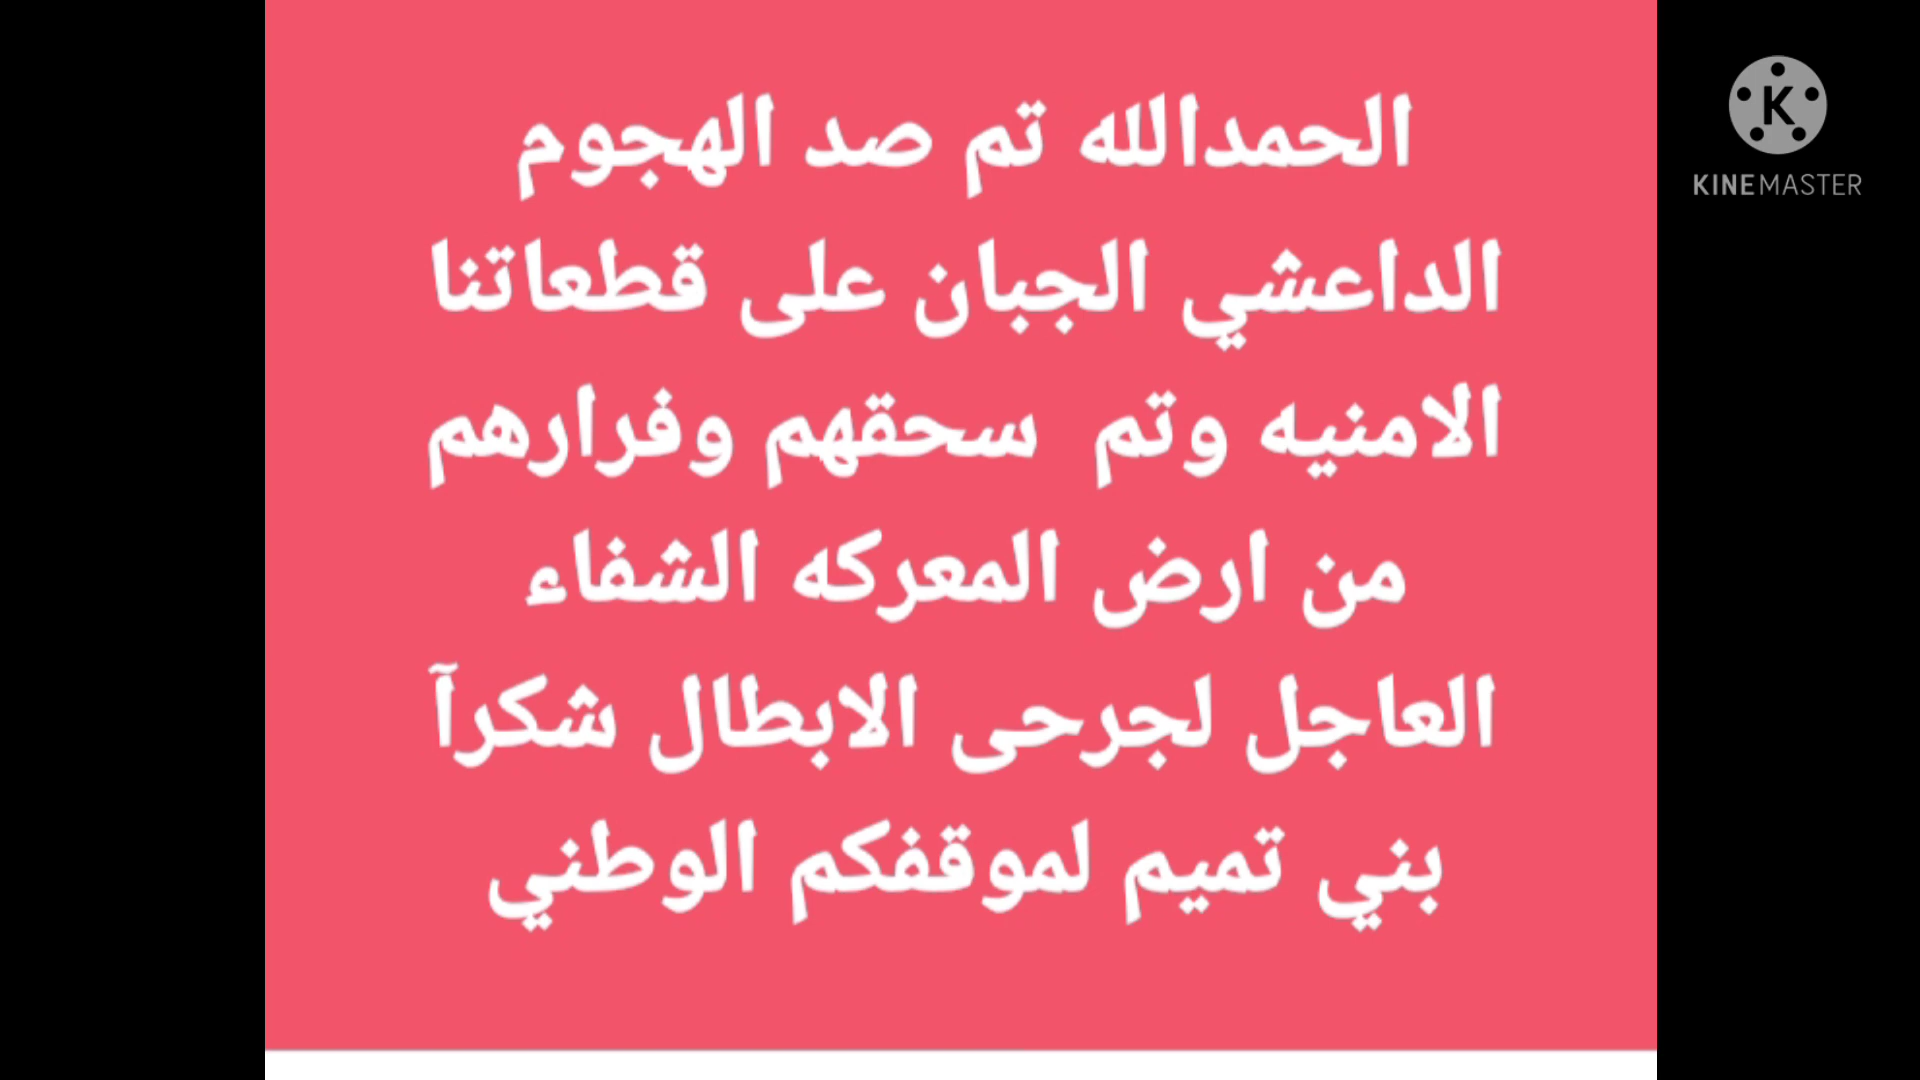 الحمدالله تم صد الهجوم
الداعشي الجبان على قطعاتنا
الامنيه وتم سحقهم وفرارهم
من ارض المعركه الشفاء
العاجل لجرحى الابطال شكرآ
بني تميم لموقفكم الوطني
KINEMASTER